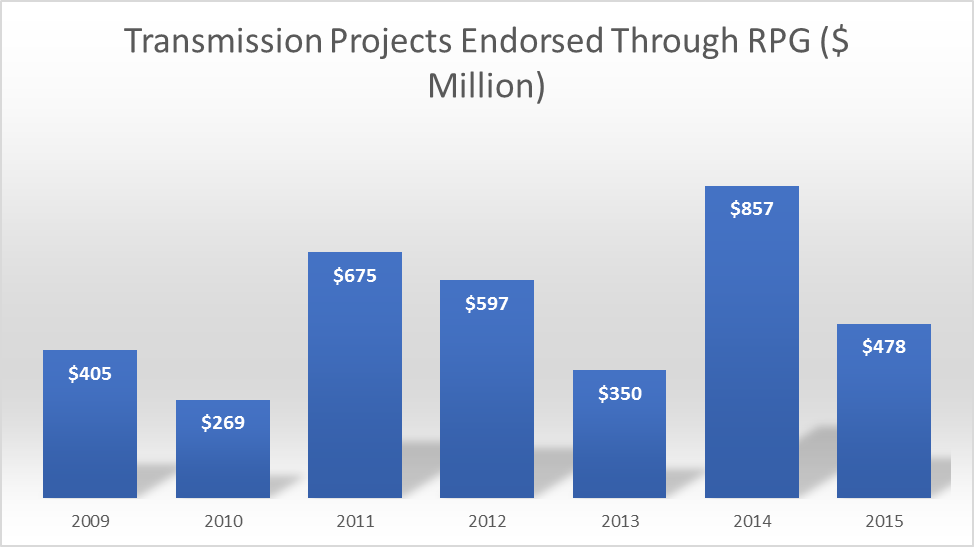 Transmission Projects Endorsed Through RPG ($
Million)
$857
$675
$597
$478
$405
$350
$269
2009 2010 2011 2012 2013 2014 2015